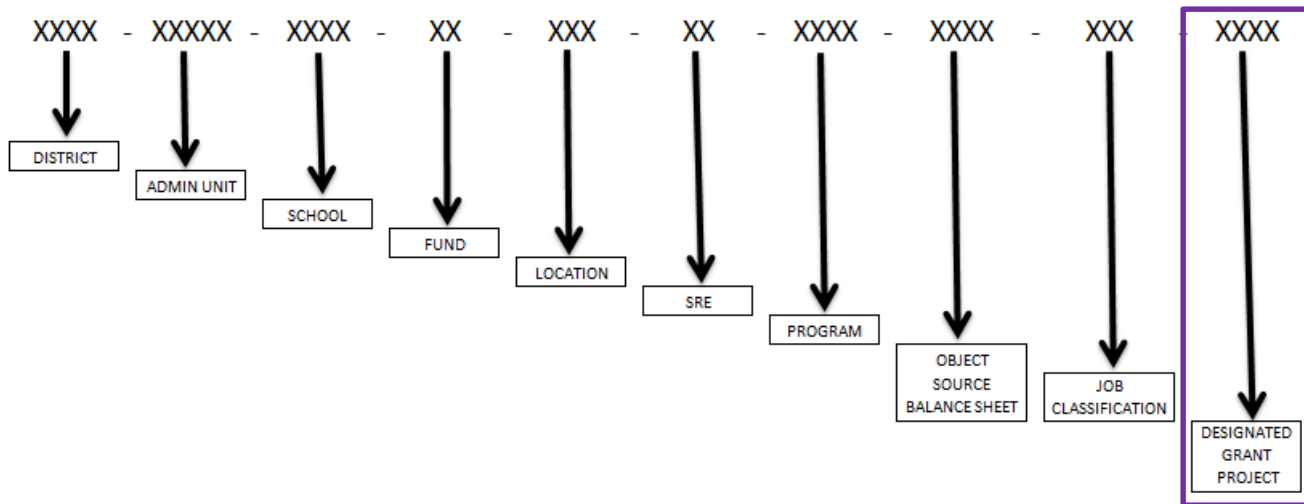 XXXX - XXXXX - XXXX - XX - XXX - XX - XXXX - XXXX - XXX - XXXX
DISTRICT
ADMIN UNIT
SCHOOL
FUND
LOCATION
SRE
PROGRAM
OBJECT
SOURCE
BALANCE SHEET
JOB
CLASSIFICATION
DESIGNATED
GRANT
PROJECT